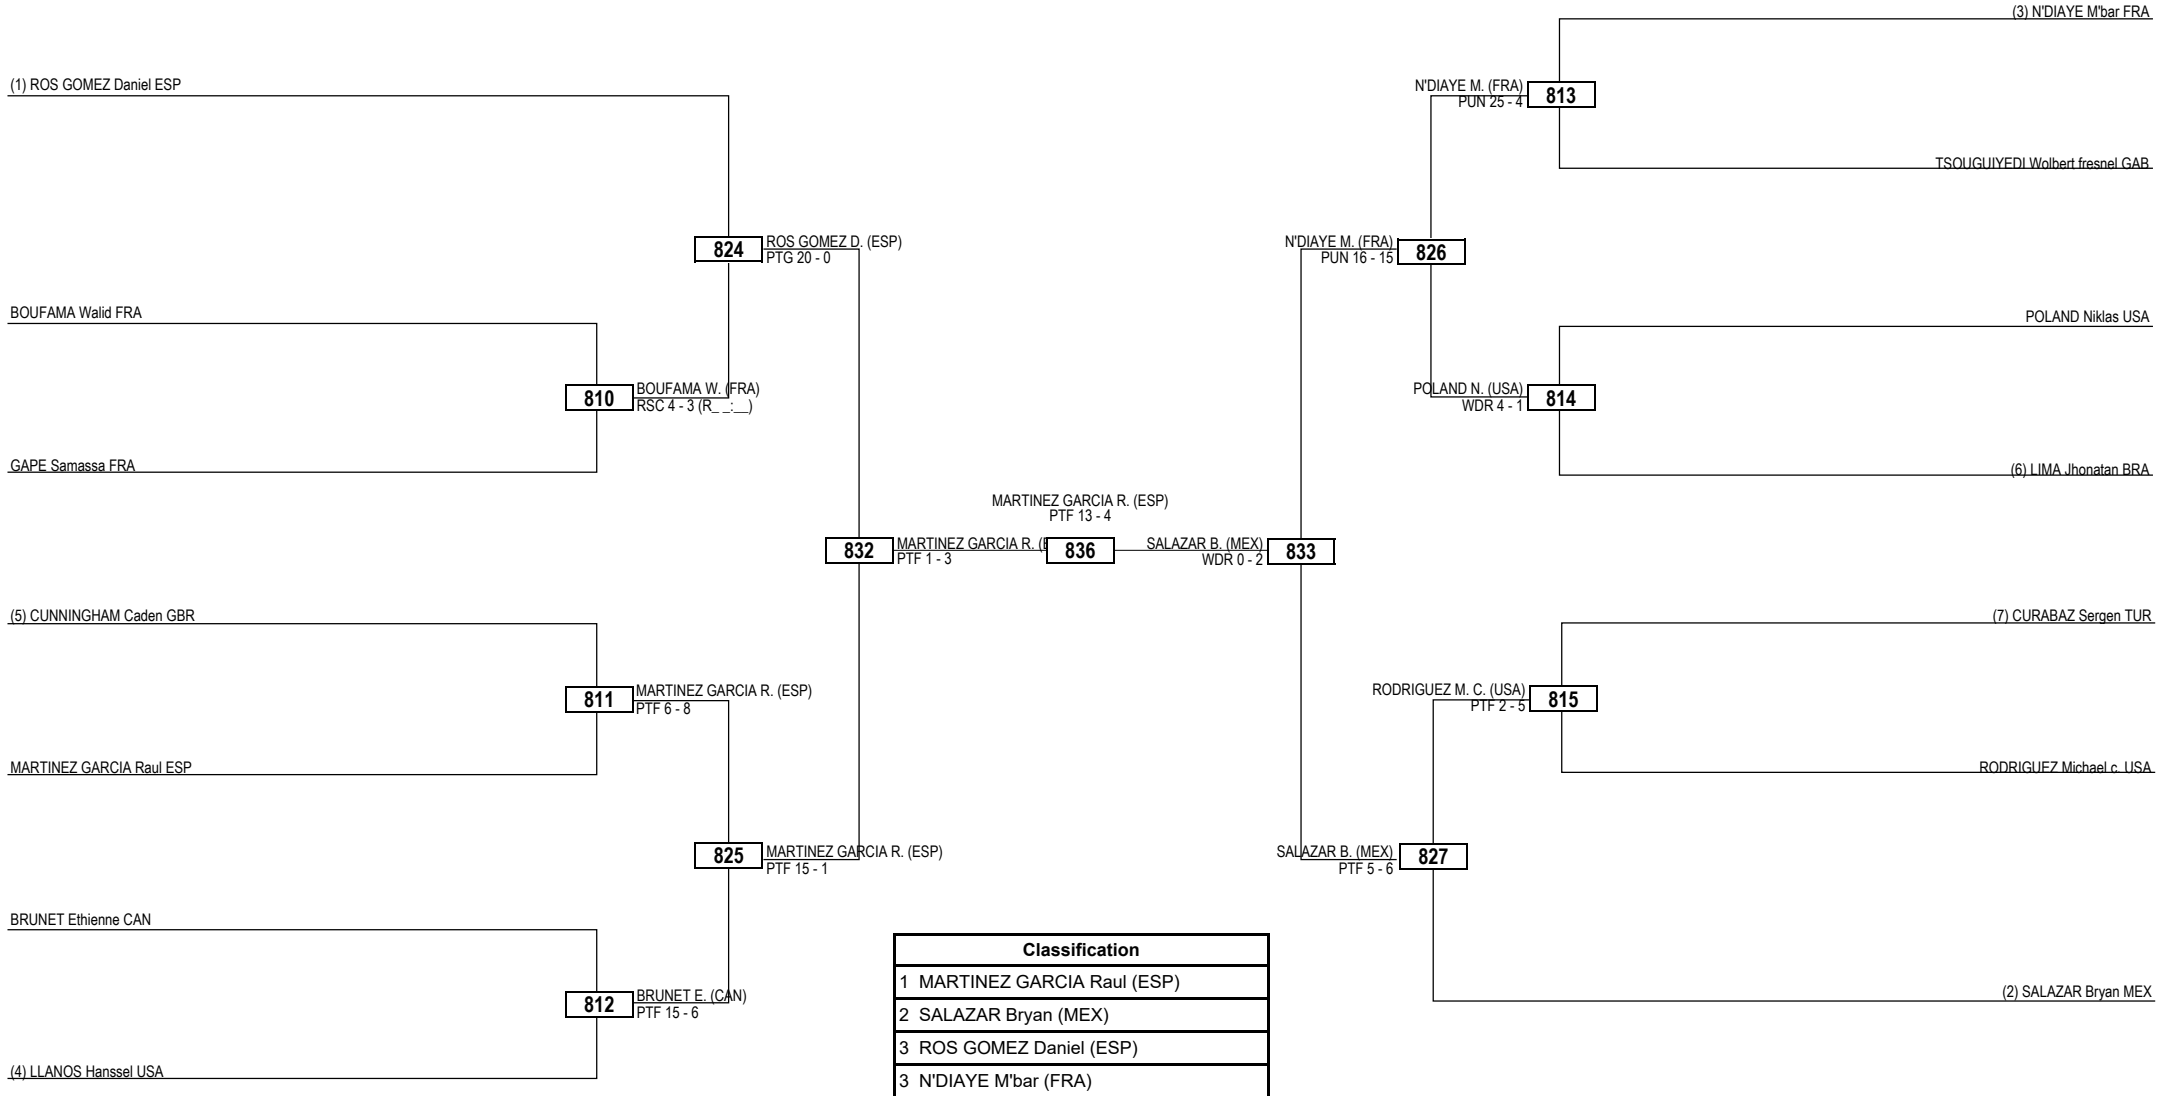 (3) N'DIAYE M'bar FRA
(1) ROS GOMEZ Daniel ESP
N'DIAYE M. (FRA)
PUN 25 - 4
813
TSOUGUIYEDI Wolbert fresnel GAB
824
ROS GOMEZ D. (ESP)
PTG 20 - 0
N'DIAYE M. (FRA)
PUN 16 - 15
826
BOUFAMA Walid FRA
POLAND Niklas USA
810
BOUFAMA W. (FRA)
RSC 4 - 3 (R_ _:__)
POLAND N. (USA)
WDR 4 - 1
814
GAPE Samassa FRA
(6) LIMA Jhonatan BRA
MARTINEZ GARCIA R. (ESP)
PTF 13 - 4
832
MARTINEZ GARCIA R. (E
PTF 1 - 3
836
SALAZAR B. (MEX)
WDR 0 - 2
833
(5) CUNNINGHAM Caden GBR
(7) CURABAZ Sergen TUR
811
MARTINEZ GARCIA R. (ESP)
PTF 6 - 8
RODRIGUEZ M. C. (USA)
PTF 2 - 5
815
MARTINEZ GARCIA Raul ESP
RODRIGUEZ Michael c. USA
825
MARTINEZ GARCIA R. (ESP)
PTF 15 - 1
SALAZAR B. (MEX)
PTF 5 - 6
827
BRUNET Ethienne CAN
812
BRUNET E. (CAN)
PTF 15 - 6
(2) SALAZAR Bryan MEX
(4) LLANOS Hanssel USA
Classification
1 MARTINEZ GARCIA Raul (ESP)
2 SALAZAR Bryan (MEX)
3 ROS GOMEZ Daniel (ESP)
3 N'DIAYE M'bar (FRA)